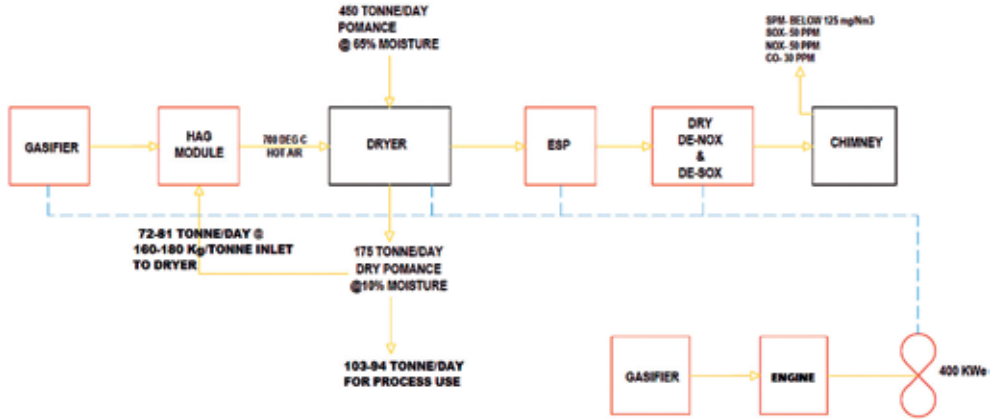 450 TONNE/DAY
POMANCE
@ 65% MOISTURE
SPM- BELOW 125 mg/Nm3
SOX- 50 PPM
NOX- 50 PPM
CO- 30 PPM
GASIFIER
HAG
MODULE
700 DEG C
HOT AIR
DRYER
ESP
DRY
DE-NOX
&
DE-SOX
CHIMNEY
72-81 TONNE/DAY @
160-180 Kg/TONNE INLET
TO DRYER
175 TONNE/DAY
DRY POMANCE
@10% MOISTURE
103-94 TONNE/DAY
FOR PROCESS USE
GASIFIER
ENGINE
400 KWe